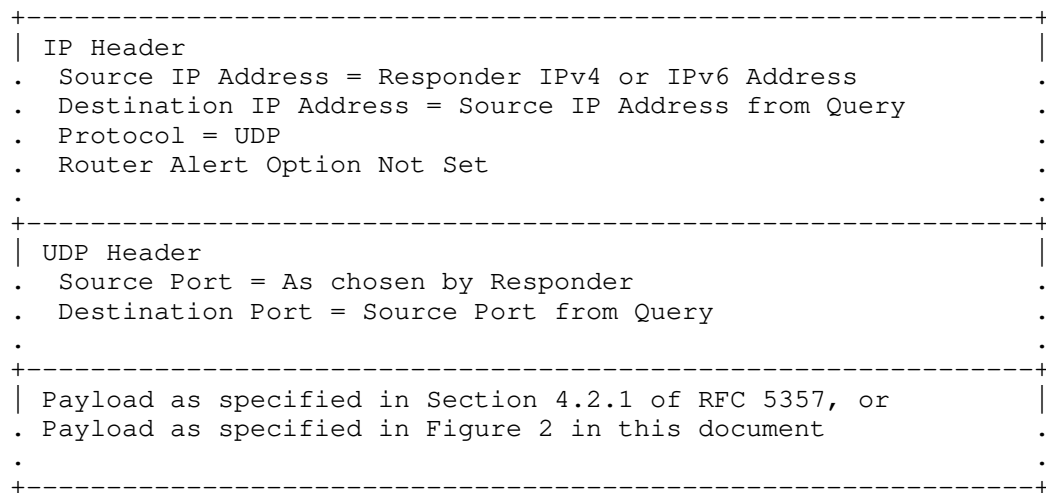 +---------------------------------------------------------------+
| IP Header                                                     |
.  Source IP Address = Responder IPv4 or IPv6 Address           .
.  Destination IP Address = Source IP Address from Query        .
.  Protocol = UDP                                               .
.  Router Alert Option Not Set                                  .
.                                                               .
+---------------------------------------------------------------+
| UDP Header                                                    |
.  Source Port = As chosen by Responder                         .
.  Destination Port = Source Port from Query                    .
.                                                               .
+---------------------------------------------------------------+
| Payload as specified in Section 4.2.1 of RFC 5357, or         |
. Payload as specified in Figure 2 in this document             .
.                                                               .
+---------------------------------------------------------------+